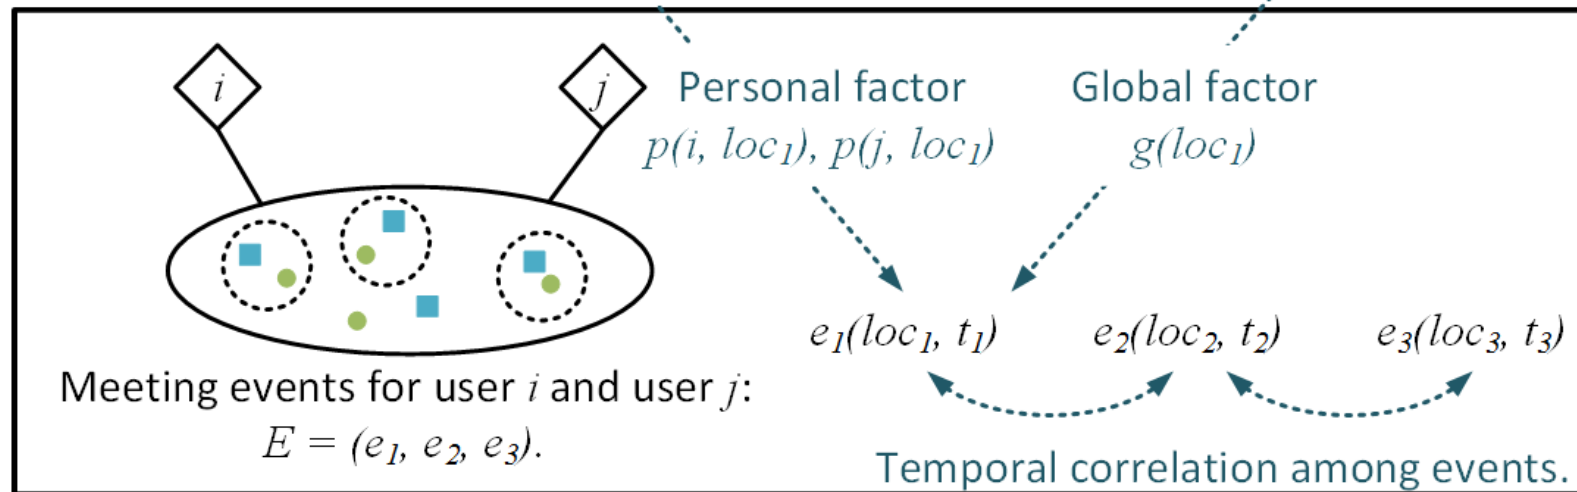 i
j
Personal factor
p(i, loc₁), p(j, loc₁)
Global factor
g(loc₁)
e₁(loc₁, t₁)
e₂(loc₂, t₂)
e₃(loc₃, t₃)
Meeting events for user i and user j:
E = (e₁, e₂, e₃).
Temporal correlation among events.